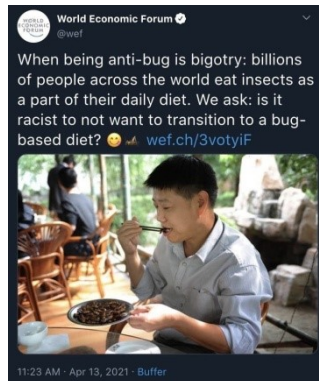 WORLD
ECONOMIC
FORUM
World Economic Forum
@wef
When being anti-bug is bigotry: billions
of people across the world eat insects as
a part of their daily diet. We ask: is it
racist to not want to transition to a bug-
based diet? 😋 🦗 wef.ch/3votyiF
11:23 AM · Apr 13, 2021 · Buffer